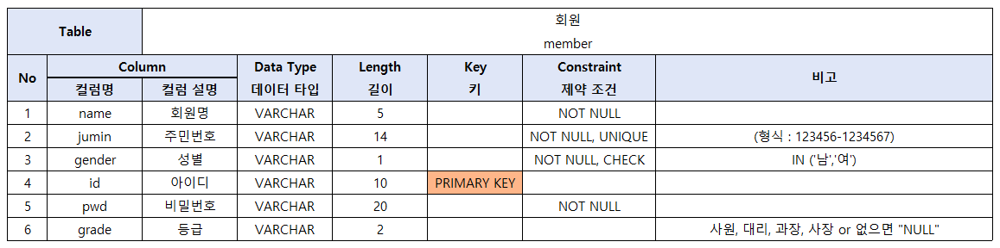 Table 회원
member
No Column Data Type Length Key Constraint 비고
컬럼명 컬럼 설명 데이터 타입 길이 키 제약 조건
1 name 회원명 VARCHAR 5 NOT NULL
2 jumin 주민번호 VARCHAR 14 NOT NULL, UNIQUE (형식 : 123456-1234567)
3 gender 성별 VARCHAR 1 NOT NULL, CHECK IN ('남','여')
4 id 아이디 VARCHAR 10 PRIMARY KEY
5 pwd 비밀번호 VARCHAR 20 NOT NULL
6 grade 등급 VARCHAR 2 사원, 대리, 과장, 사장 or 없으면 "NULL"